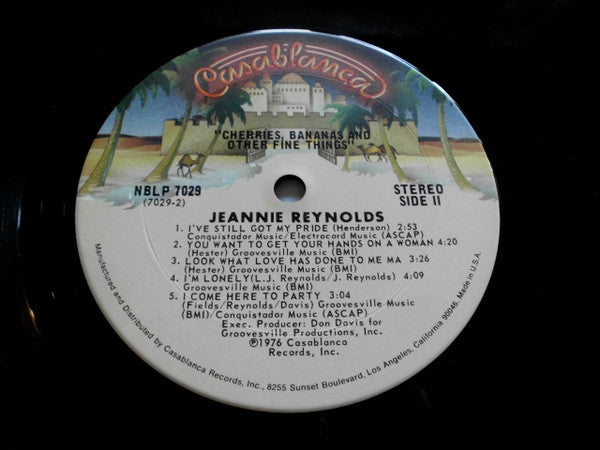 Casablanca
"CHERRIES, BANANAS AND
OTHER FINE THINGS"
NBLP 7029
(7029-2)
STEREO
SIDE II
JEANNIE REYNOLDS
1. I'VE STILL GOT MY PRIDE (Henderson) 2:53
Conquistador Music/Electrocord Music (ASCAP)
2. YOU WANT TO GET YOUR HANDS ON A WOMAN 4:20
(Hester) Groovesville Music (BMI)
3. LOOK WHAT LOVE HAS DONE TO ME MA 3:26
(Hester) Groovesville Music (BMI)
4. I'M LONELY(L.J. Reynolds/J. Reynolds) 4:09
Groovesville Music (BMI)
5. I COME HERE TO PARTY 3:04
(Fields/Reynolds/Davis) Groovesville Music
(BMI)/Conquistador Music (ASCAP)
Exec. Producer: Don Davis for
Groovesville Productions, Inc.
℗1976 Casablanca
Records, Inc.
Manufactured and Distributed by Casablanca Records, Inc., 8255 Sunset Boulevard, Los Angeles, California 90046, Made in U.S.A.